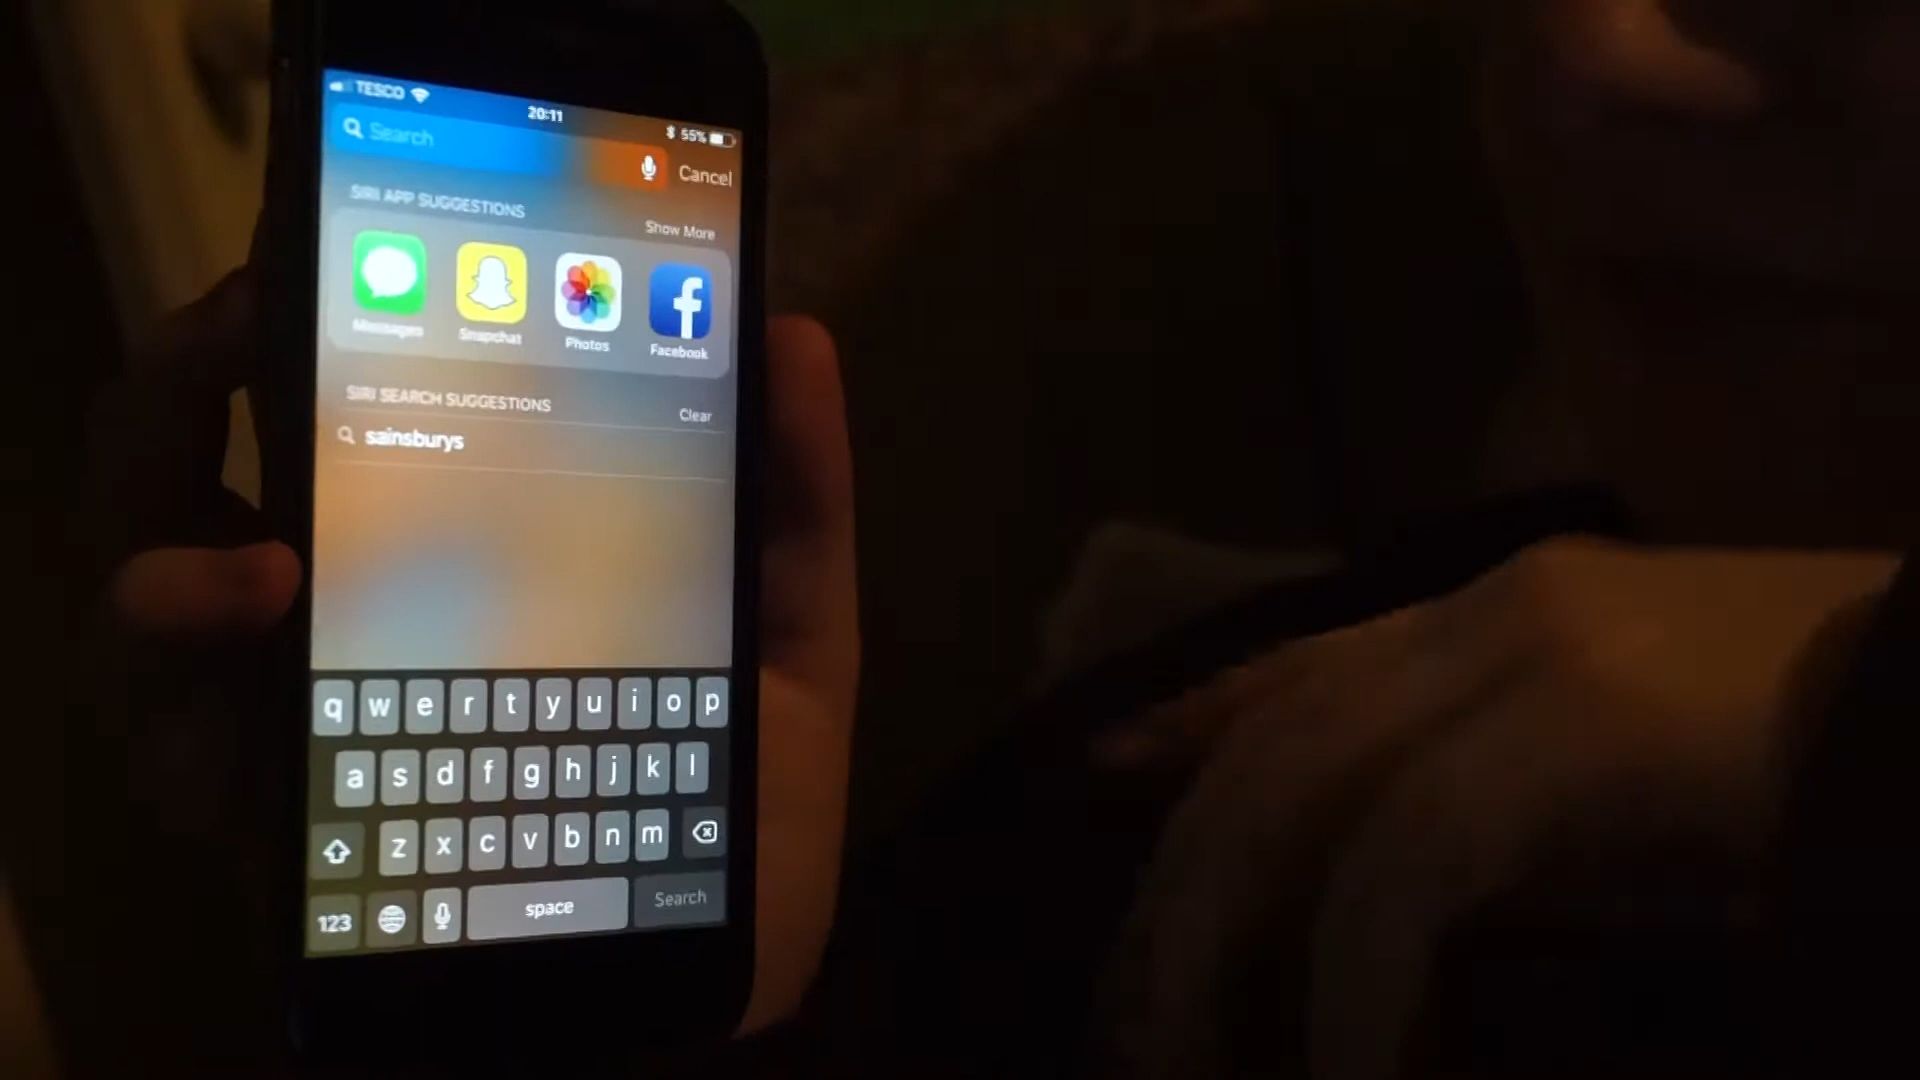 TESCO
20:11
55%
Search
Cancel
SIRI APP SUGGESTIONS
Show More
Messages Snapchat Photos Facebook
SIRI SEARCH SUGGESTIONS
Clear
sainsburys
q w e r t y u i o p
a s d f g h j k l
z x c v b n m
123 space Search